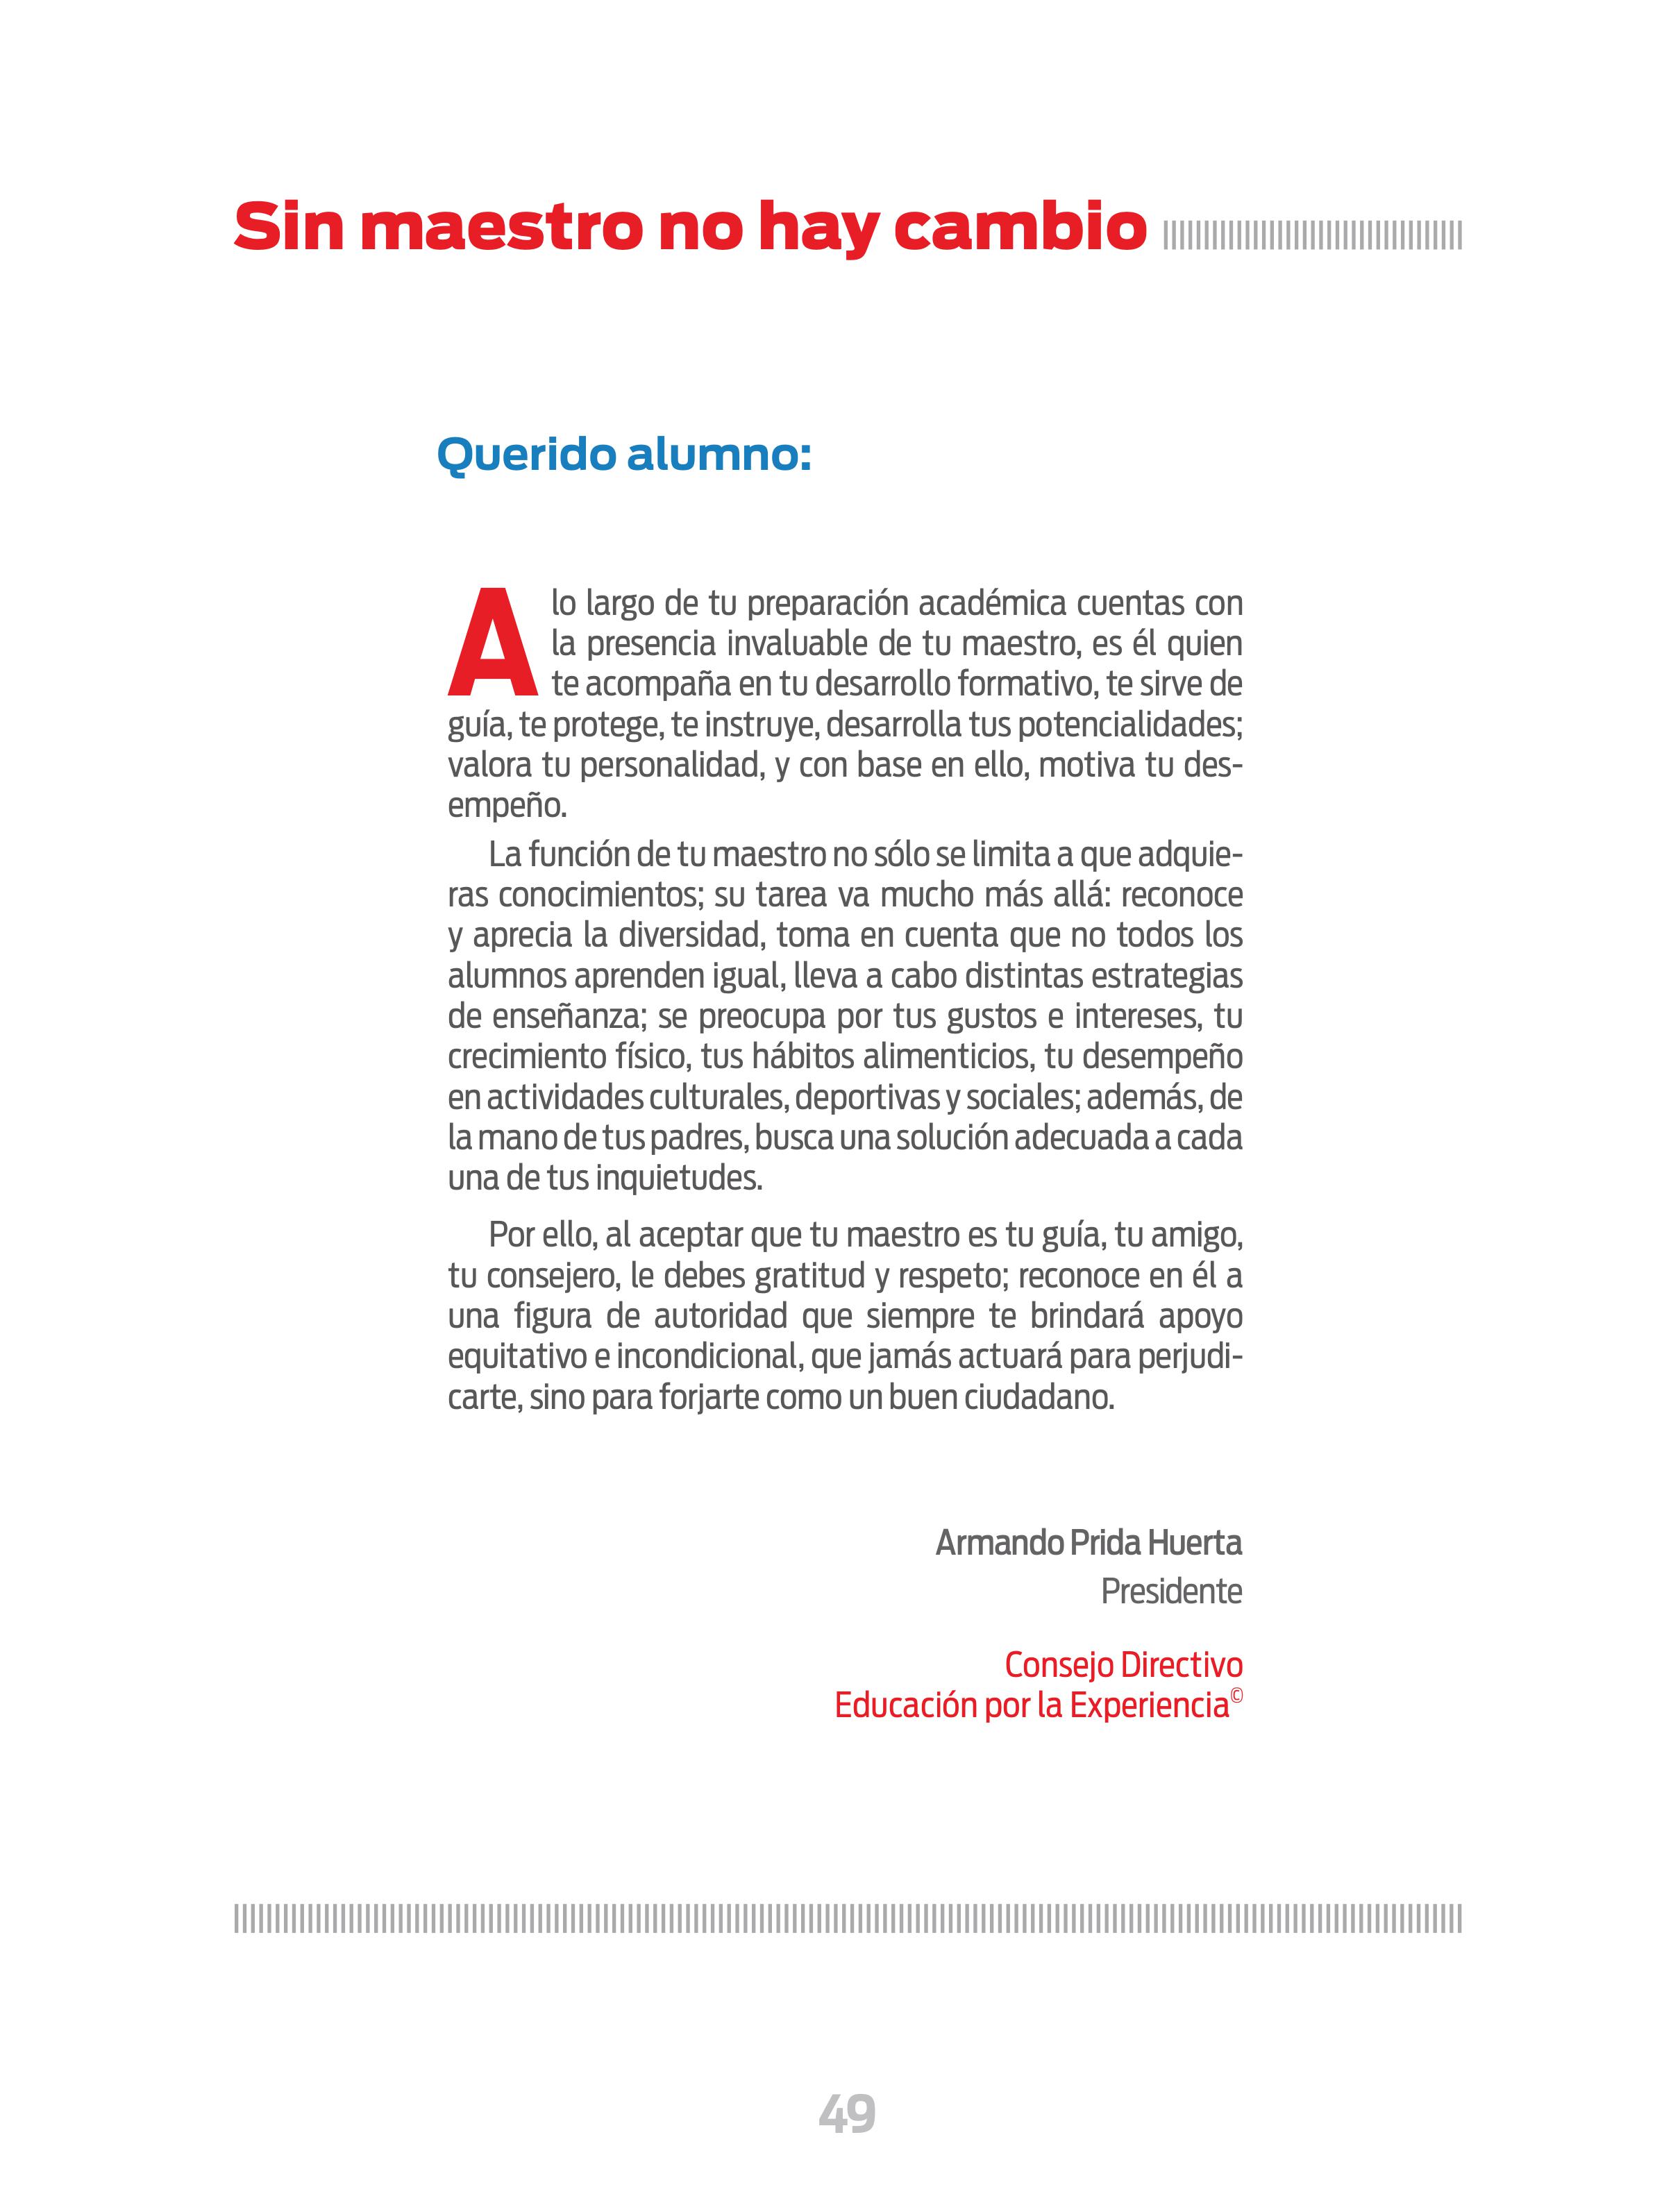 Sin maestro no hay cambio
Querido alumno:
A lo largo de tu preparación académica cuentas con
la presencia invaluable de tu maestro, es él quien
te acompaña en tu desarrollo formativo, te sirve de
guía, te protege, te instruye, desarrolla tus potencialidades;
valora tu personalidad, y con base en ello, motiva tu des-
empeño.
La función de tu maestro no sólo se limita a que adquie-
ras conocimientos; su tarea va mucho más allá: reconoce
y aprecia la diversidad, toma en cuenta que no todos los
alumnos aprenden igual, lleva a cabo distintas estrategias
de enseñanza; se preocupa por tus gustos e intereses, tu
crecimiento físico, tus hábitos alimenticios, tu desempeño
en actividades culturales, deportivas y sociales; además, de
la mano de tus padres, busca una solución adecuada a cada
una de tus inquietudes.
Por ello, al aceptar que tu maestro es tu guía, tu amigo,
tu consejero, le debes gratitud y respeto; reconoce en él a
una figura de autoridad que siempre te brindará apoyo
equitativo e incondicional, que jamás actuará para perjudi-
carte, sino para forjarte como un buen ciudadano.
Armando Prida Huerta
Presidente
Consejo Directivo
Educación por la Experiencia©
49